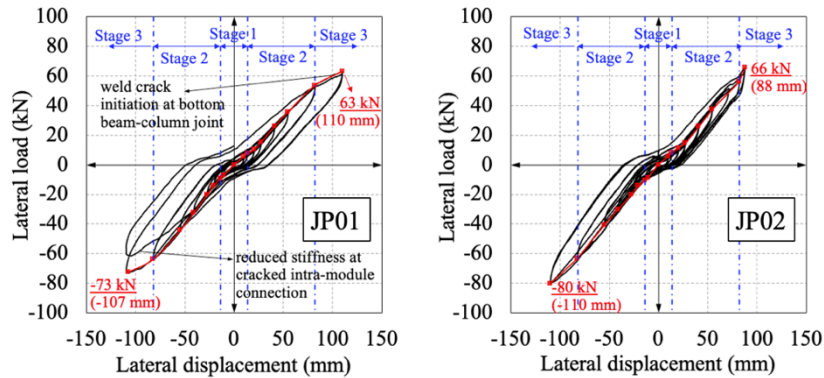 Stage 3
Stage 1
Stage 3
Stage 2
Stage 2
weld crack
initiation at bottom
beam-column joint
63 kN
(110 mm)
JP01
reduced stiffness at
cracked intra-module
connection
-73 kN
(-107 mm)
100
80
60
40
20
0
-20
-40
-60
-80
-100
-150 -100 -50 0 50 100 150
Lateral load (kN)
Lateral displacement (mm)
Stage 3
Stage 1
Stage 3
Stage 2
Stage 2
66 kN
(88 mm)
JP02
-80 kN
(-110 mm)
100
80
60
40
20
0
-20
-40
-60
-80
-100
-150 -100 -50 0 50 100 150
Lateral load (kN)
Lateral displacement (mm)